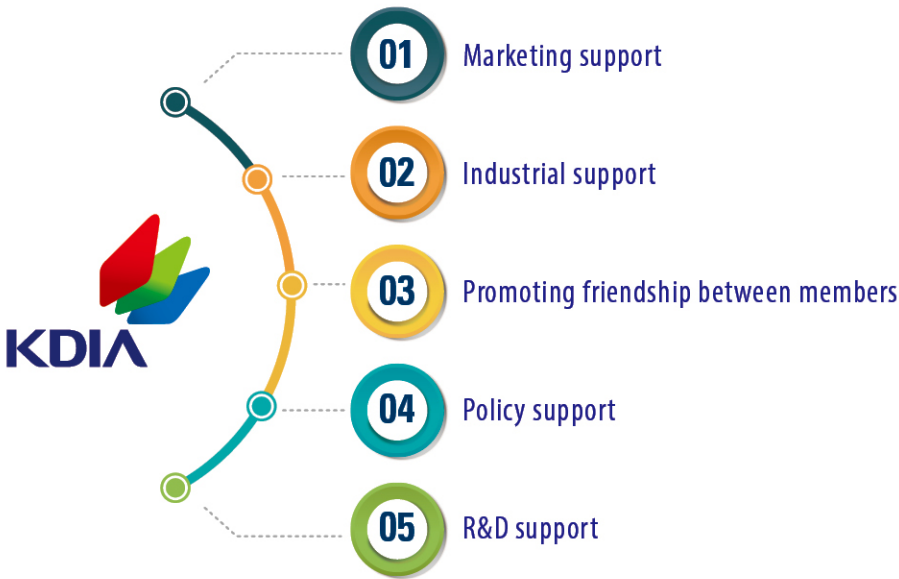 01 Marketing support
02 Industrial support
KDIA
03 Promoting friendship between members
04 Policy support
05 R&D support